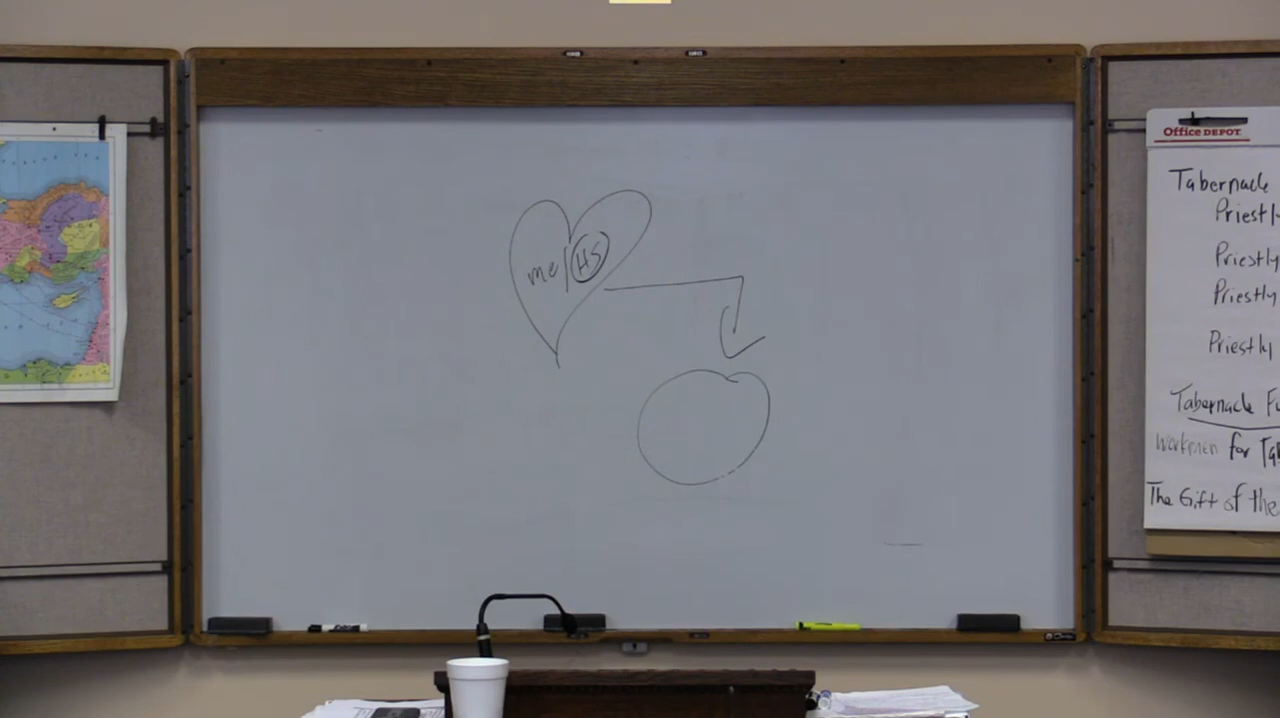 me/HS
Office DEPOT
Tabernacle
Priestly
Priestly
Priestly
Priestly
Tabernacle
Workmen for
The Gift of the